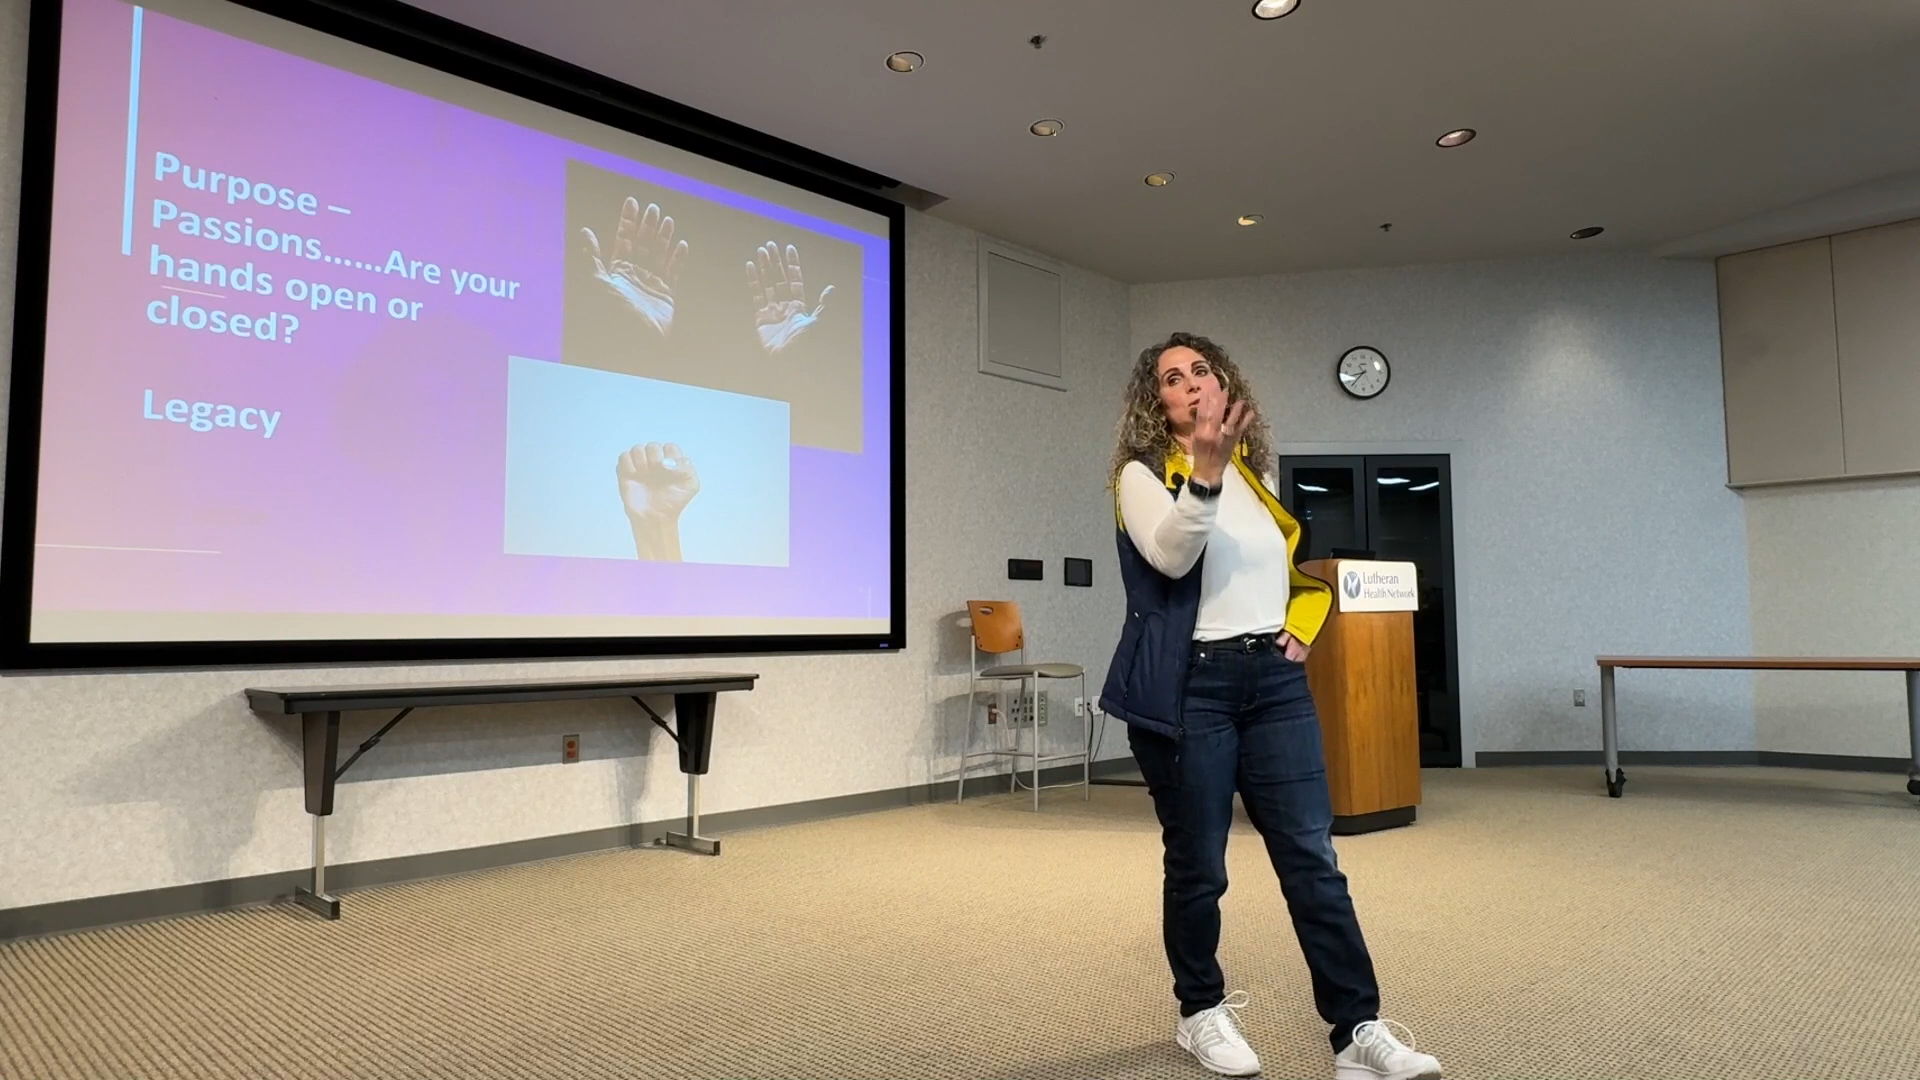 Purpose –
Passions......Are your
hands open or
closed?
Legacy
Lutheran
Health Network